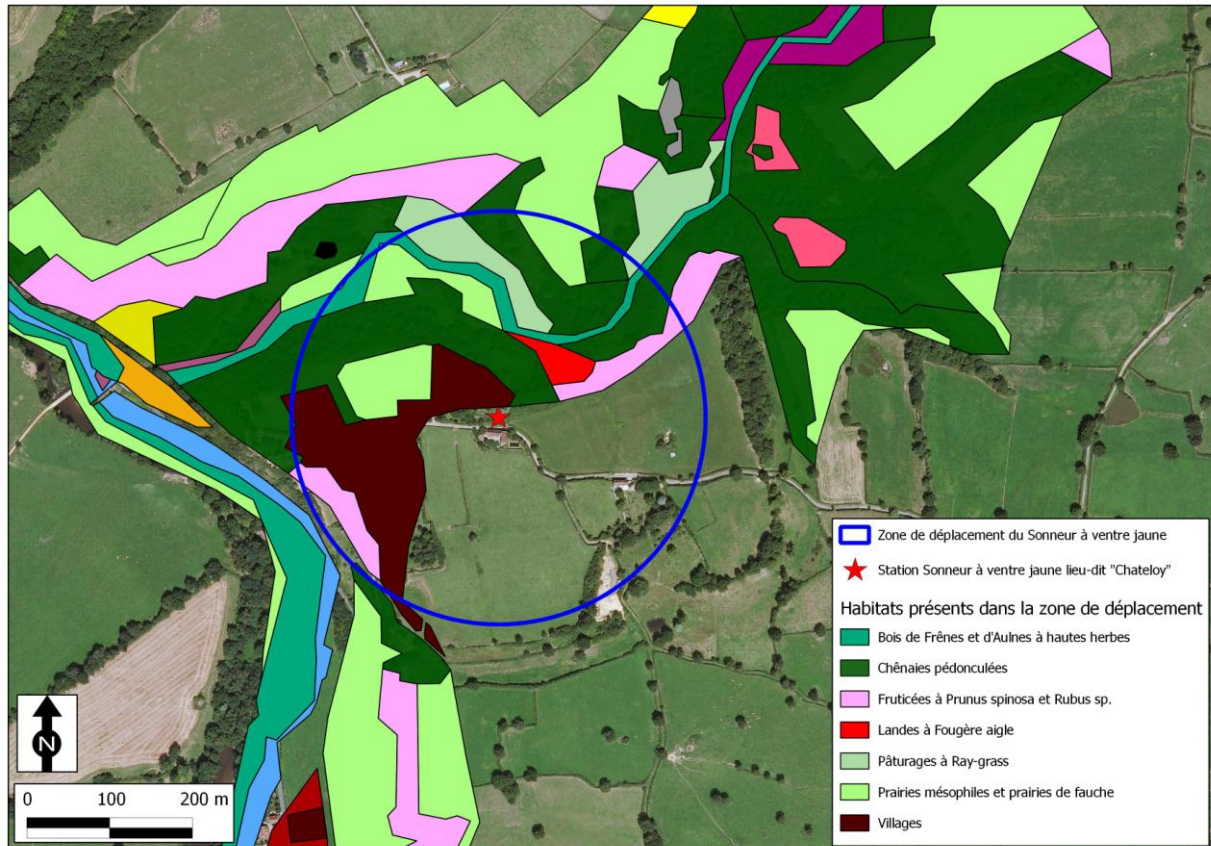 Zone de déplacement du Sonneur à ventre jaune
Station Sonneur à ventre jaune lieu-dit "Chateloy"
Habitats présents dans la zone de déplacement
Bois de Frênes et d'Aulnes à hautes herbes
Chênaies pédonculées
Fruticées à Prunus spinosa et Rubus sp.
Landes à Fougère aigle
Pâturages à Ray-grass
Prairies mésophiles et prairies de fauche
Villages
N
0 100 200 m